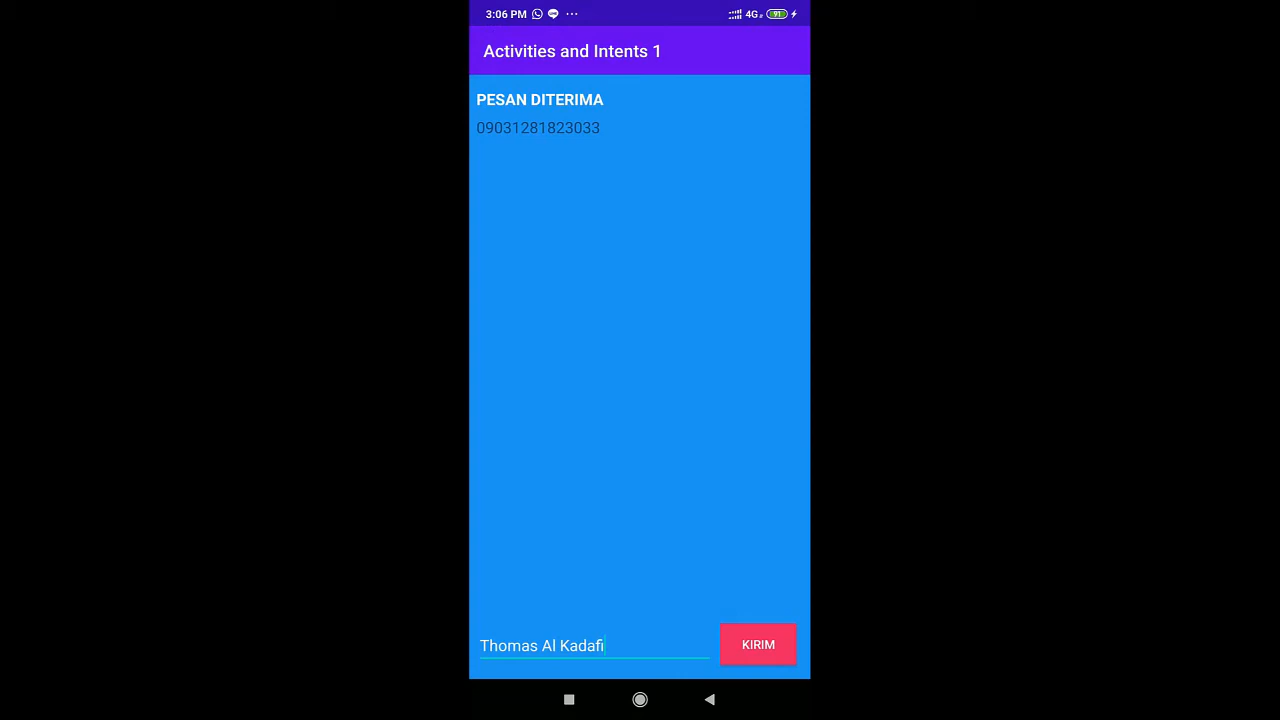 3:06 PM ... 4G 91
Activities and Intents 1
PESAN DITERIMA
09031281823033
Thomas Al Kadafi
KIRIM